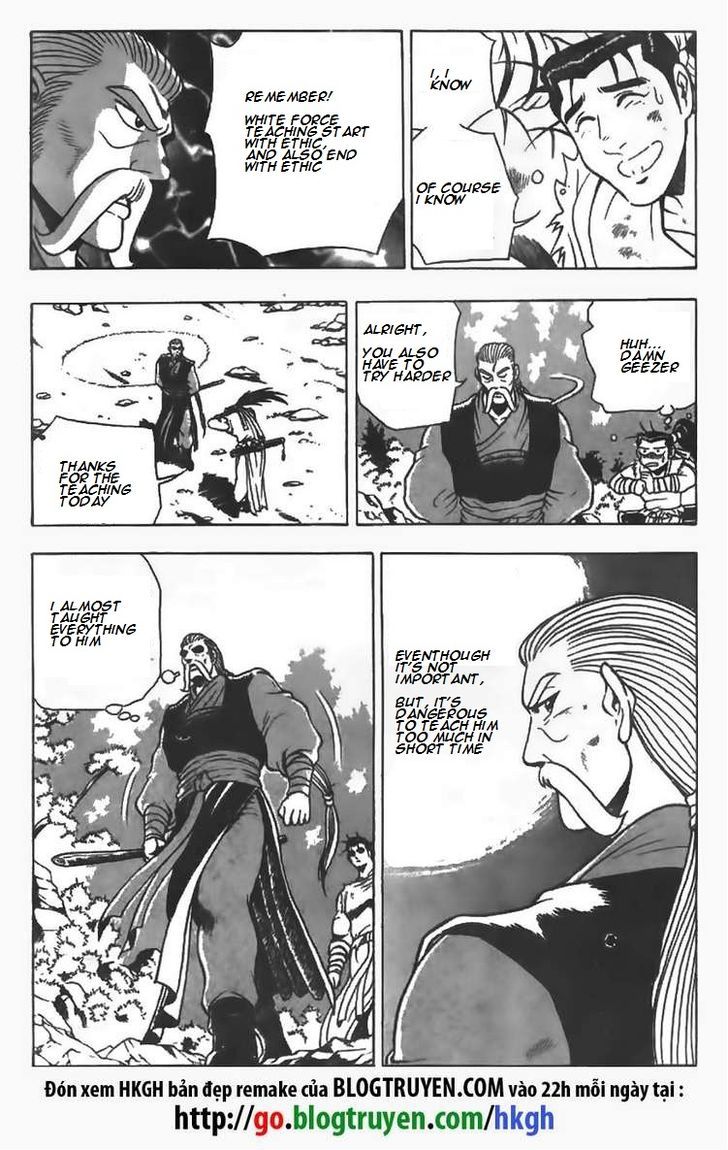 REMEMBER!
WHITE FORCE
TEACHING START
WITH ETHIC,
AND ALSO END
WITH ETHIC
I, I
KNOW
OF COURSE
I KNOW
THANKS
FOR THE
TEACHING
TODAY
ALRIGHT,
YOU ALSO
HAVE TO
TRY HARDER
HUH...
DAMN
GEEZER
I ALMOST
TAUGHT
EVERYTHING
TO HIM
EVENTHOUGH
IT'S NOT
IMPORTANT,
BUT, IT'S
DANGEROUS
TO TEACH HIM
TOO MUCH IN
SHORT TIME
Đón xem HKGH bản đẹp remake của BLOGTRUYEN.COM vào 22h mỗi ngày tại :
http://go.blogtruyen.com/hkgh